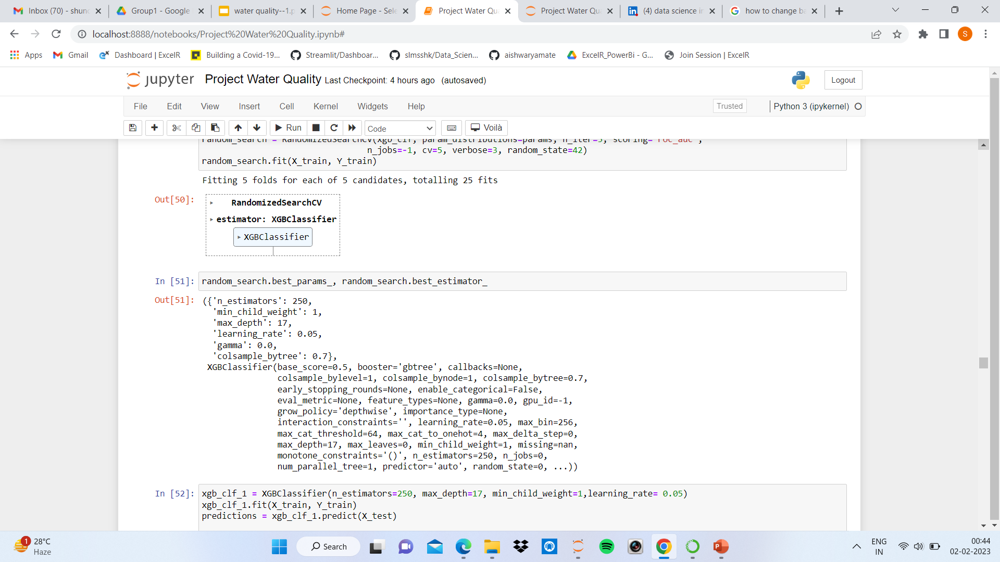 Inbox (70) - shund
Group1 - Google
water quality--1.p
Home Page - Sele
Project Water Qu
Project Water Qu
(4) data science in
how to change ba
localhost:8888/notebooks/Project%20Water%20Quality.ipynb#
S
Apps
Gmail
Dashboard | ExcelR
Building a Covid-19...
Streamlit/Dashboar...
slmsshk/Data_Scien...
aishwaryamate
ExcelR_PowerBi - G...
Join Session | ExcelR
jupyter Project Water Quality Last Checkpoint: 4 hours ago (autosaved)
Logout
File Edit View Insert Cell Kernel Widgets Help
Trusted
Python 3 (ipykernel)
Run
Code
Voilà
random_search = RandomizedSearchCV(xgb_clf, param_distributions=params, n_iter=5, scoring='roc_auc',
n_jobs=-1, cv=5, verbose=3, random_state=42)
random_search.fit(X_train, Y_train)
Fitting 5 folds for each of 5 candidates, totalling 25 fits
Out[50]:
RandomizedSearchCV
estimator: XGBClassifier
XGBClassifier
In [51]: random_search.best_params_, random_search.best_estimator_
Out[51]: ({'n_estimators': 250,
'min_child_weight': 1,
'max_depth': 17,
'learning_rate': 0.05,
'gamma': 0.0,
'colsample_bytree': 0.7},
XGBClassifier(base_score=0.5, booster='gbtree', callbacks=None,
colsample_bylevel=1, colsample_bynode=1, colsample_bytree=0.7,
early_stopping_rounds=None, enable_categorical=False,
eval_metric=None, feature_types=None, gamma=0.0, gpu_id=-1,
grow_policy='depthwise', importance_type=None,
interaction_constraints='', learning_rate=0.05, max_bin=256,
max_cat_threshold=64, max_cat_to_onehot=4, max_delta_step=0,
max_depth=17, max_leaves=0, min_child_weight=1, missing=nan,
monotone_constraints='()', n_estimators=250, n_jobs=0,
num_parallel_tree=1, predictor='auto', random_state=0, ...))
In [52]: xgb_clf_1 = XGBClassifier(n_estimators=250, max_depth=17, min_child_weight=1,learning_rate= 0.05)
xgb_clf_1.fit(X_train, Y_train)
predictions = xgb_clf_1.predict(X_test)
1
28°C
Haze
Search
ENG
IN
00:44
02-02-2023